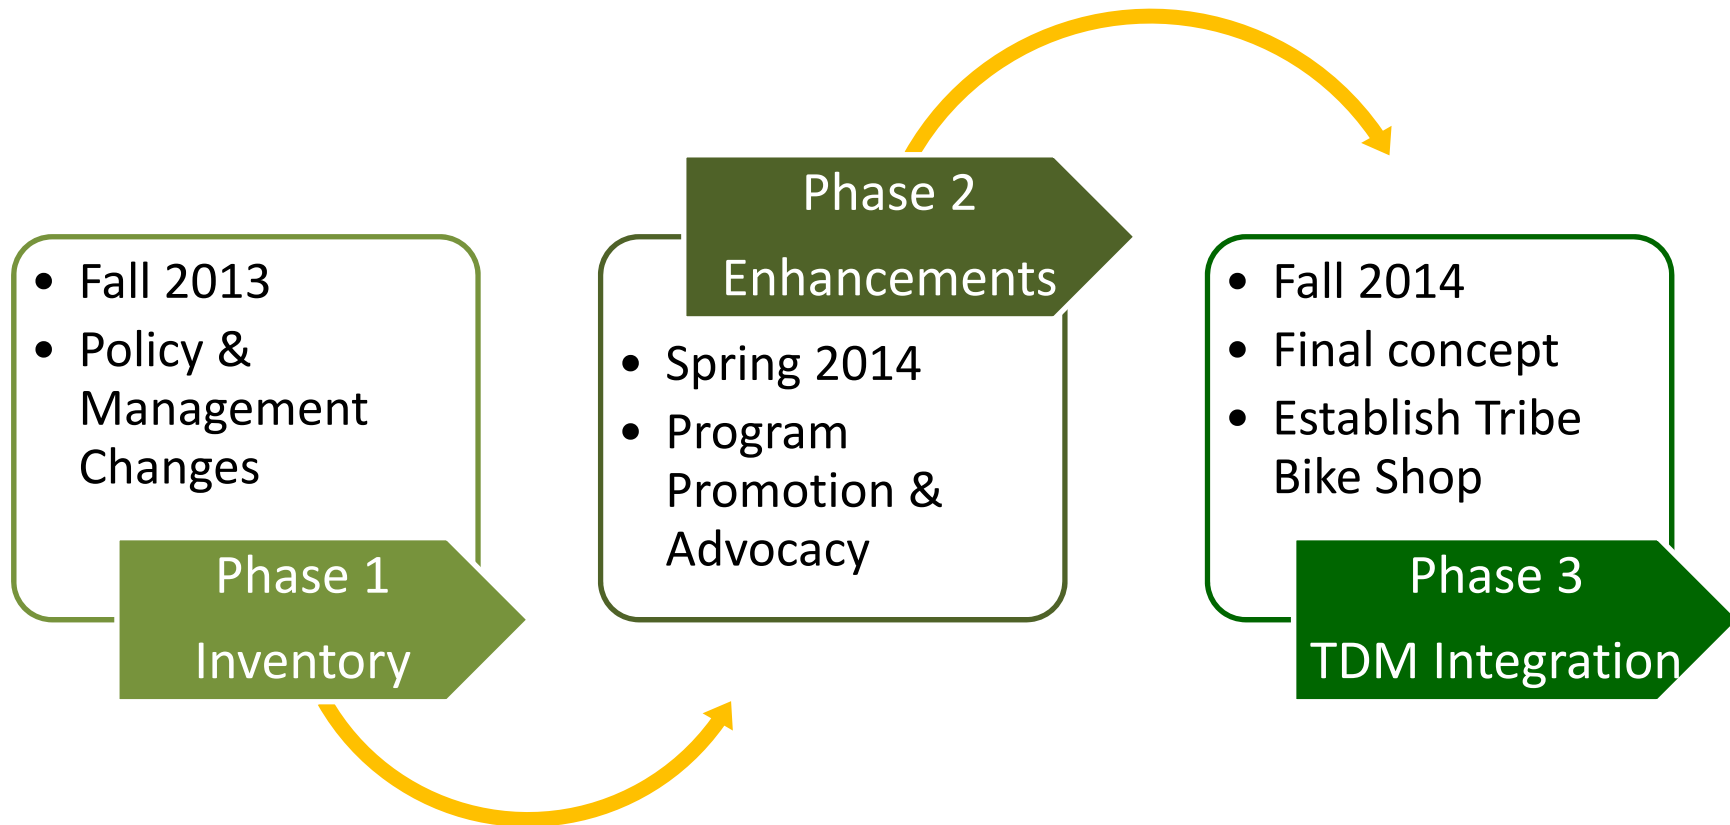 • Fall 2013
• Policy &
Management
Changes
Phase 1
Inventory
Phase 2
Enhancements
• Spring 2014
• Program
Promotion &
Advocacy
• Fall 2014
• Final concept
• Establish Tribe
Bike Shop
Phase 3
TDM Integration